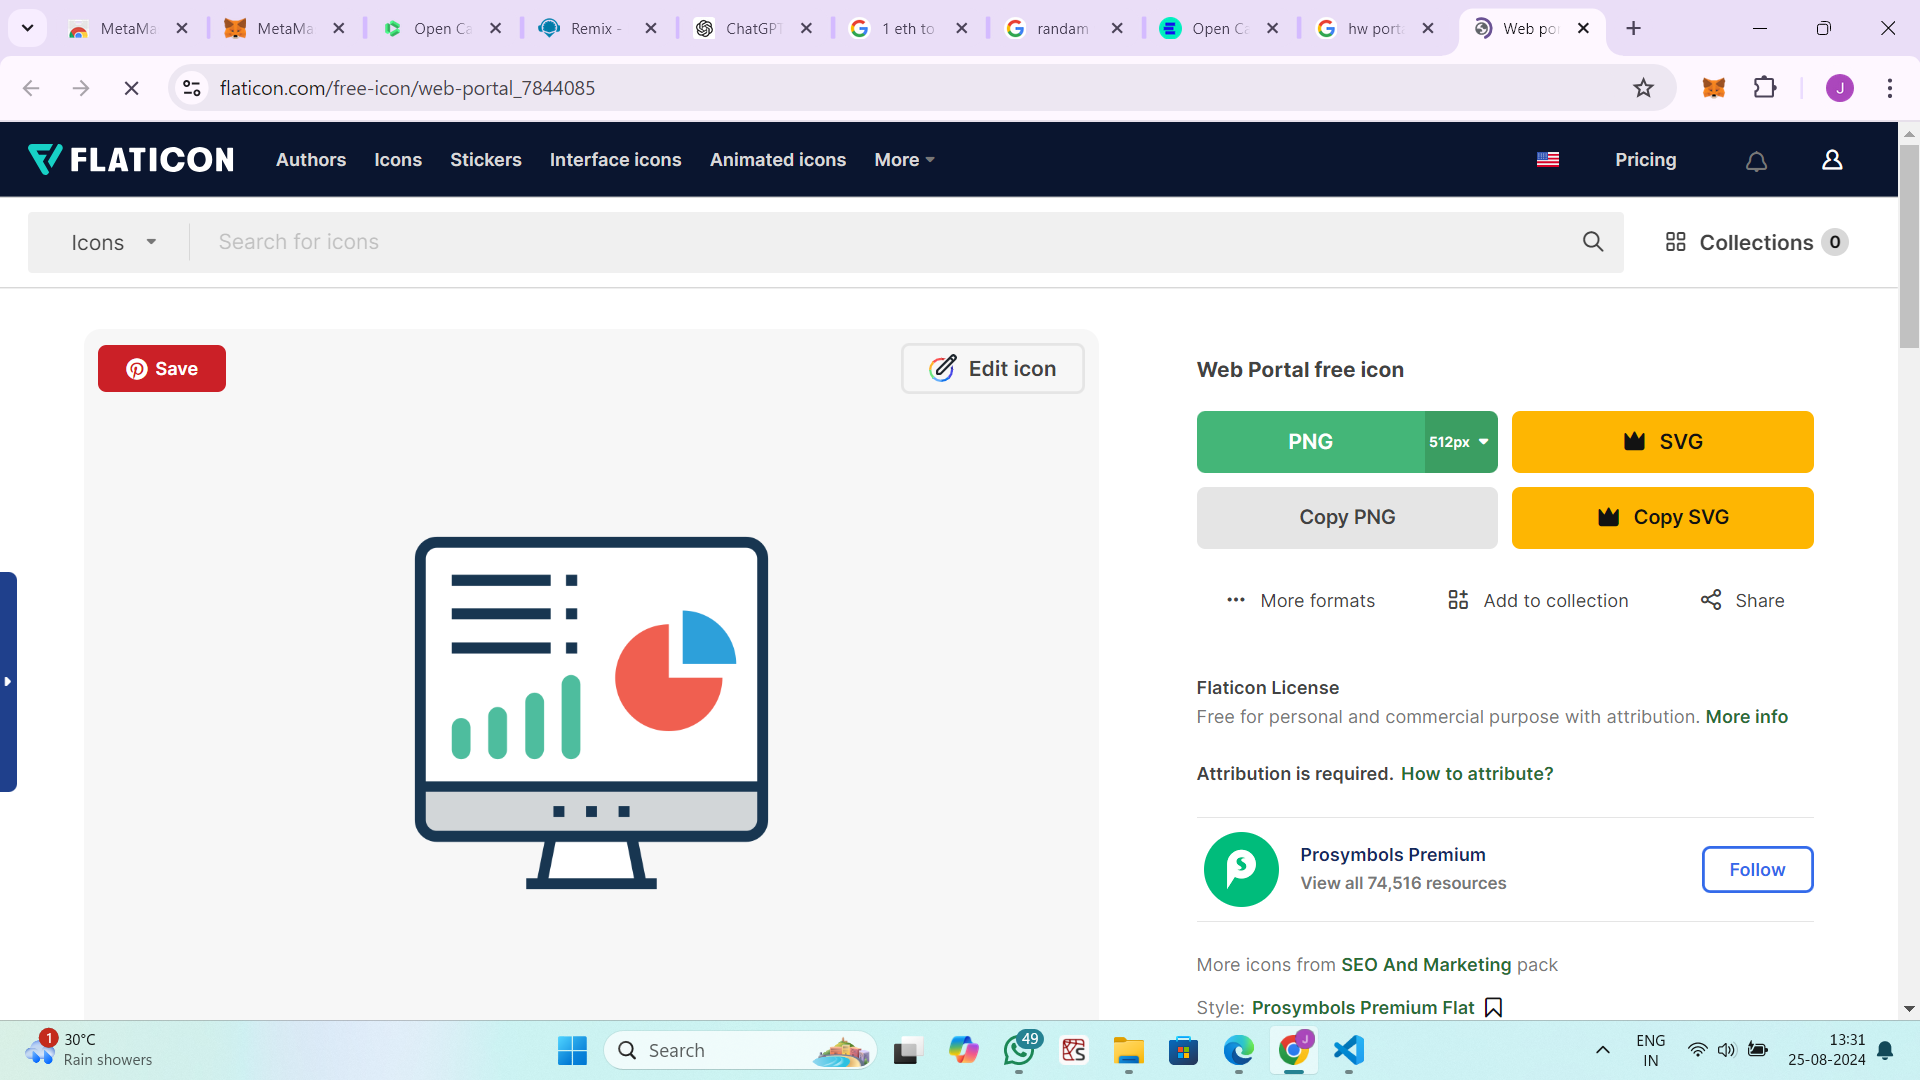 MetaMa
MetaMa
Open Ca
Remix -
ChatGPT
1 eth to
randam
Open Ca
hw porta
Web por
flaticon.com/free-icon/web-portal_7844085
J
FLATICON
Authors
Icons
Stickers
Interface icons
Animated icons
More
Pricing
Icons
Search for icons
Collections 0
Save
Edit icon
Web Portal free icon
PNG
512px
SVG
Copy PNG
Copy SVG
More formats
Add to collection
Share
Flaticon License
Free for personal and commercial purpose with attribution. More info
Attribution is required. How to attribute?
Prosymbols Premium
View all 74,516 resources
Follow
More icons from SEO And Marketing pack
Style: Prosymbols Premium Flat
1
30°C
Rain showers
Search
49
J
ENG
IN
13:31
25-08-2024